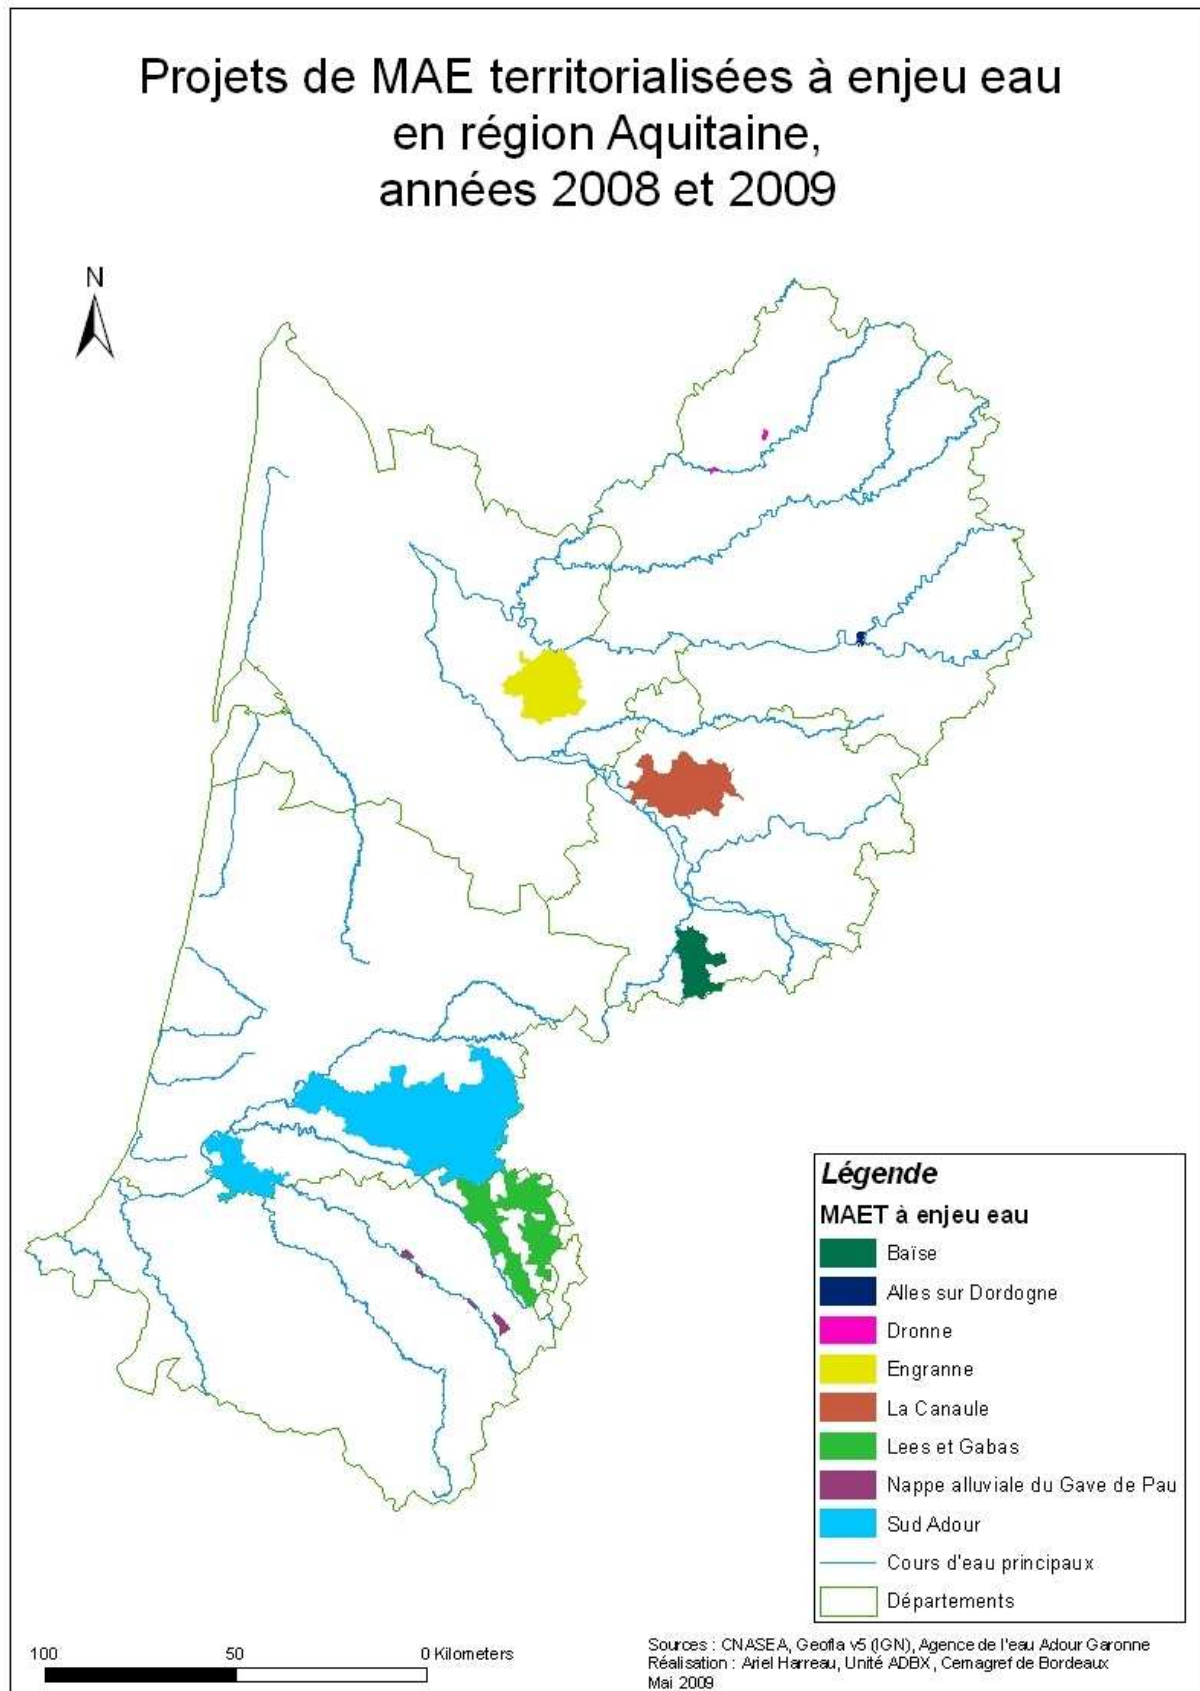 Projets de MAE territorialisées à enjeu eau
en région Aquitaine,
années 2008 et 2009
N
Légende
MAET à enjeu eau
Baïse
Alles sur Dordogne
Dronne
Engranne
La Canaule
Lees et Gabas
Nappe alluviale du Gave de Pau
Sud Adour
Cours d'eau principaux
Départements
100 50 0 Kilometers
Sources : CNASEA, Geofla v5 (IGN), Agence de l'eau Adour Garonne
Réalisation : Ariel Harreau, Unité ADBX, Cemagref de Bordeaux
Mai 2009